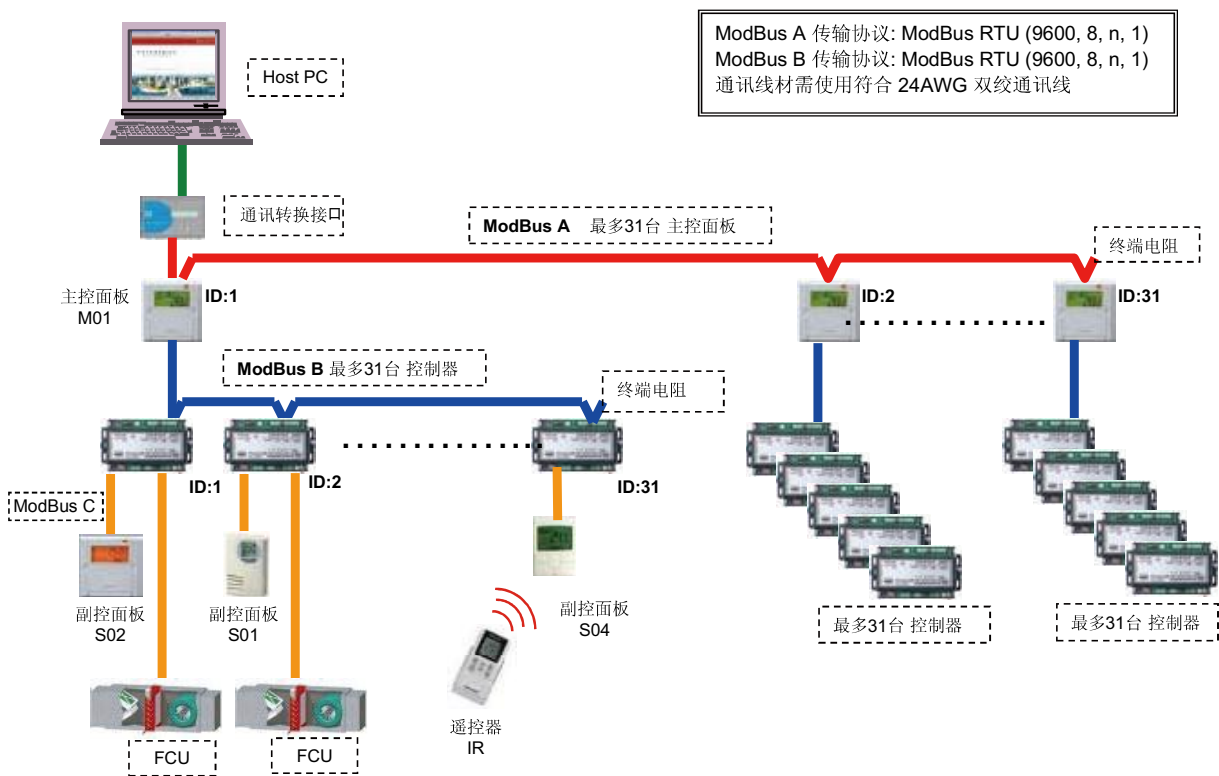 ModBus A 传输协议: ModBus RTU (9600, 8, n, 1)
ModBus B 传输协议: ModBus RTU (9600, 8, n, 1)
通讯线材需使用符合 24AWG 双绞通讯线
Host PC
通讯转换接口
ModBus A 最多31台 主控面板
终端电阻
主控面板
M01
ID:1
ID:2
ID:31
ModBus B 最多31台 控制器
终端电阻
ID:1
ID:2
ID:31
ModBus C
副控面板
S02
副控面板
S01
副控面板
S04
最多31台 控制器
最多31台 控制器
遥控器
IR
FCU
FCU